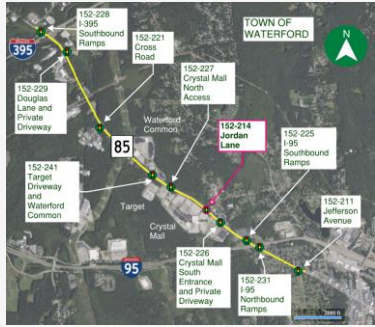 TOWN OF
WATERFORD
N
INTERSTATE
395
152-228
I-395
Southbound
Ramps
152-221
Cross
Road
152-227
Crystal Mall
North
Access
152-229
Douglas
Lane and
Private
Driveway
Waterford
Common
85
152-214
Jordan
Lane
152-225
I-95
Southbound
Ramps
152-241
Target
Driveway
and
Waterford
Common
152-211
Jefferson
Avenue
Target
Crystal
Mall
95
152-226
Crystal Mall
South
Entrance
and Private
Driveway
152-231
I-95
Northbound
Ramps